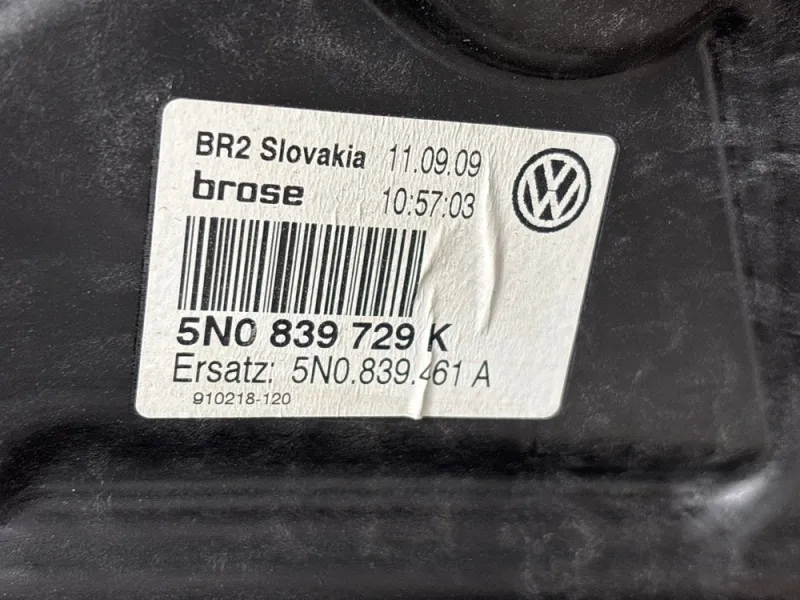 BR2 Slovakia 11.09.09
brose 10:57:03
5N0 839 729 K
Ersatz: 5N0.839.461 A
910218-120